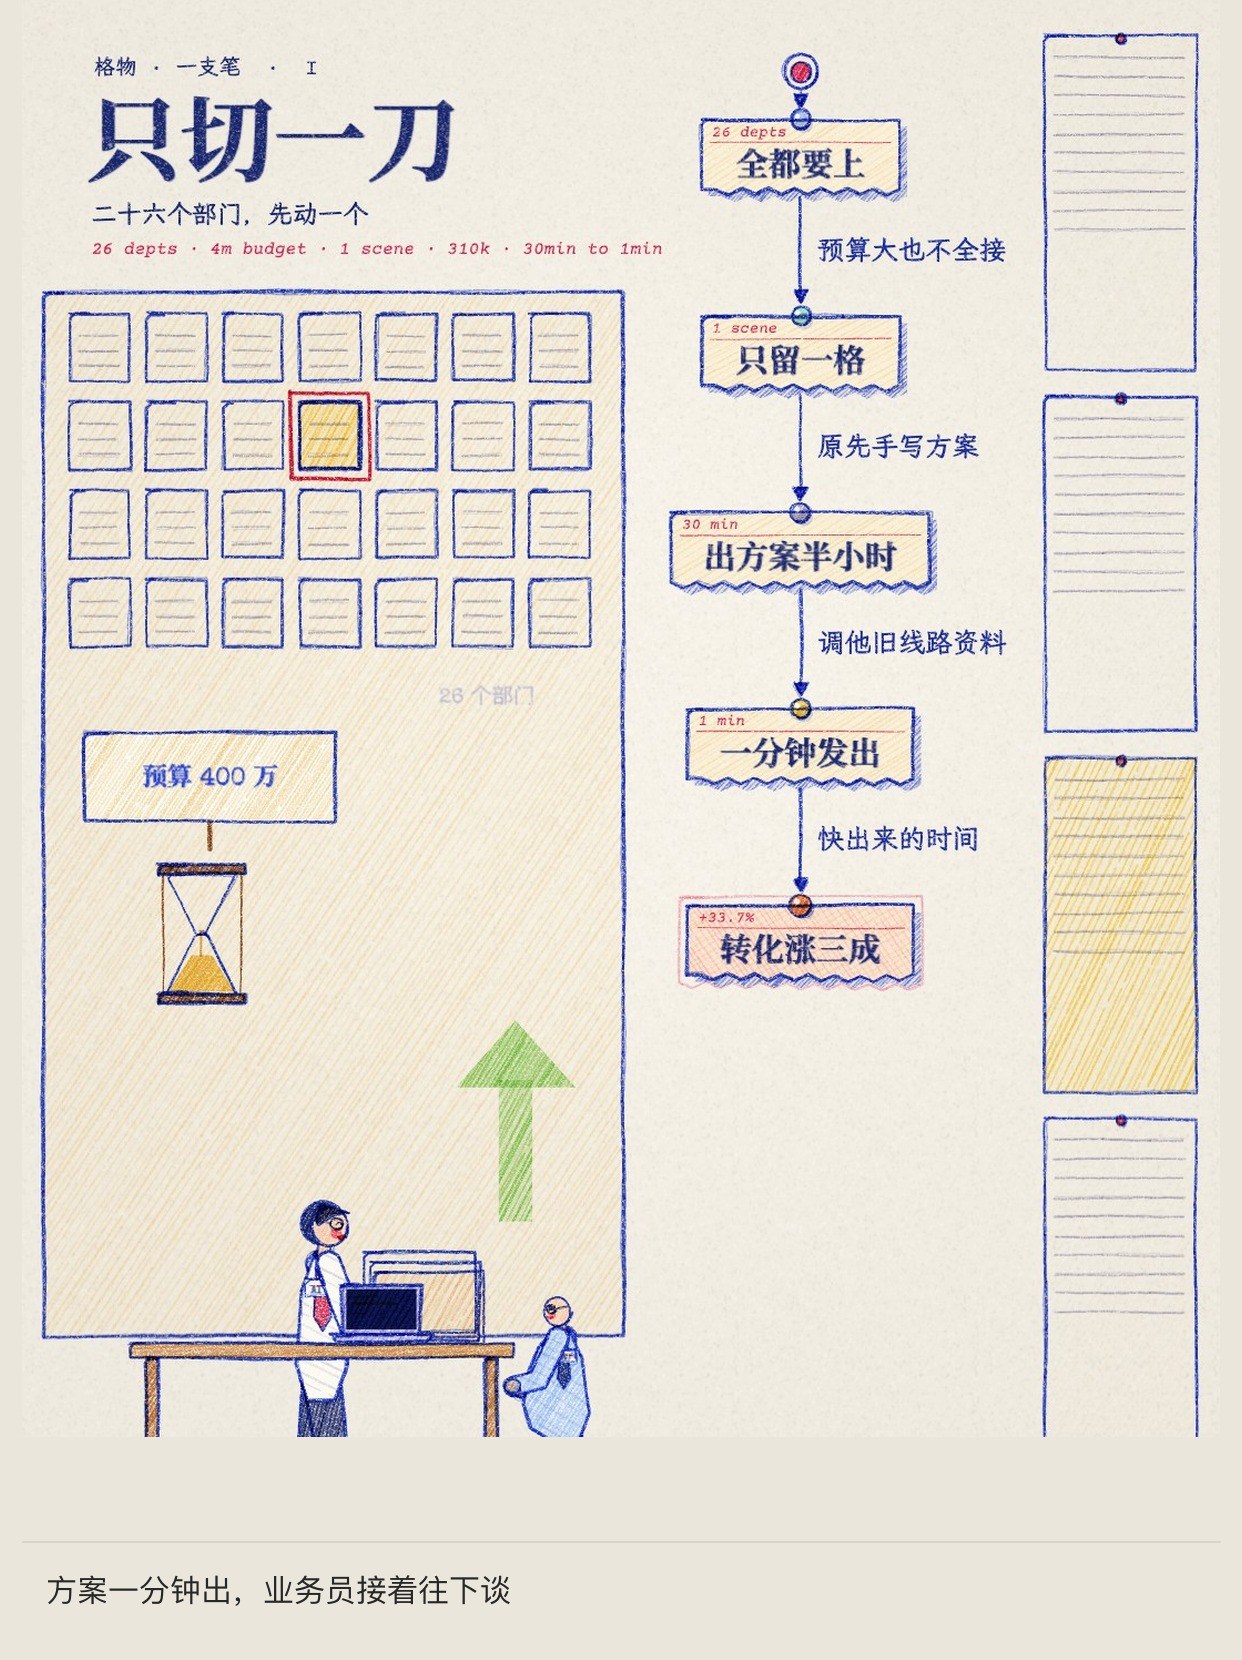 格物 · 一支笔 · I
只切一刀
二十六个部门，先动一个
26 depts · 4m budget · 1 scene · 310k · 30min to 1min
26 个部门
预算 400 万
26 depts
全都要上
预算大也不全接
1 scene
只留一格
原先手写方案
30 min
出方案半小时
调他旧线路资料
1 min
一分钟发出
快出来的时间
+33.7%
转化涨三成
方案一分钟出，业务员接着往下谈